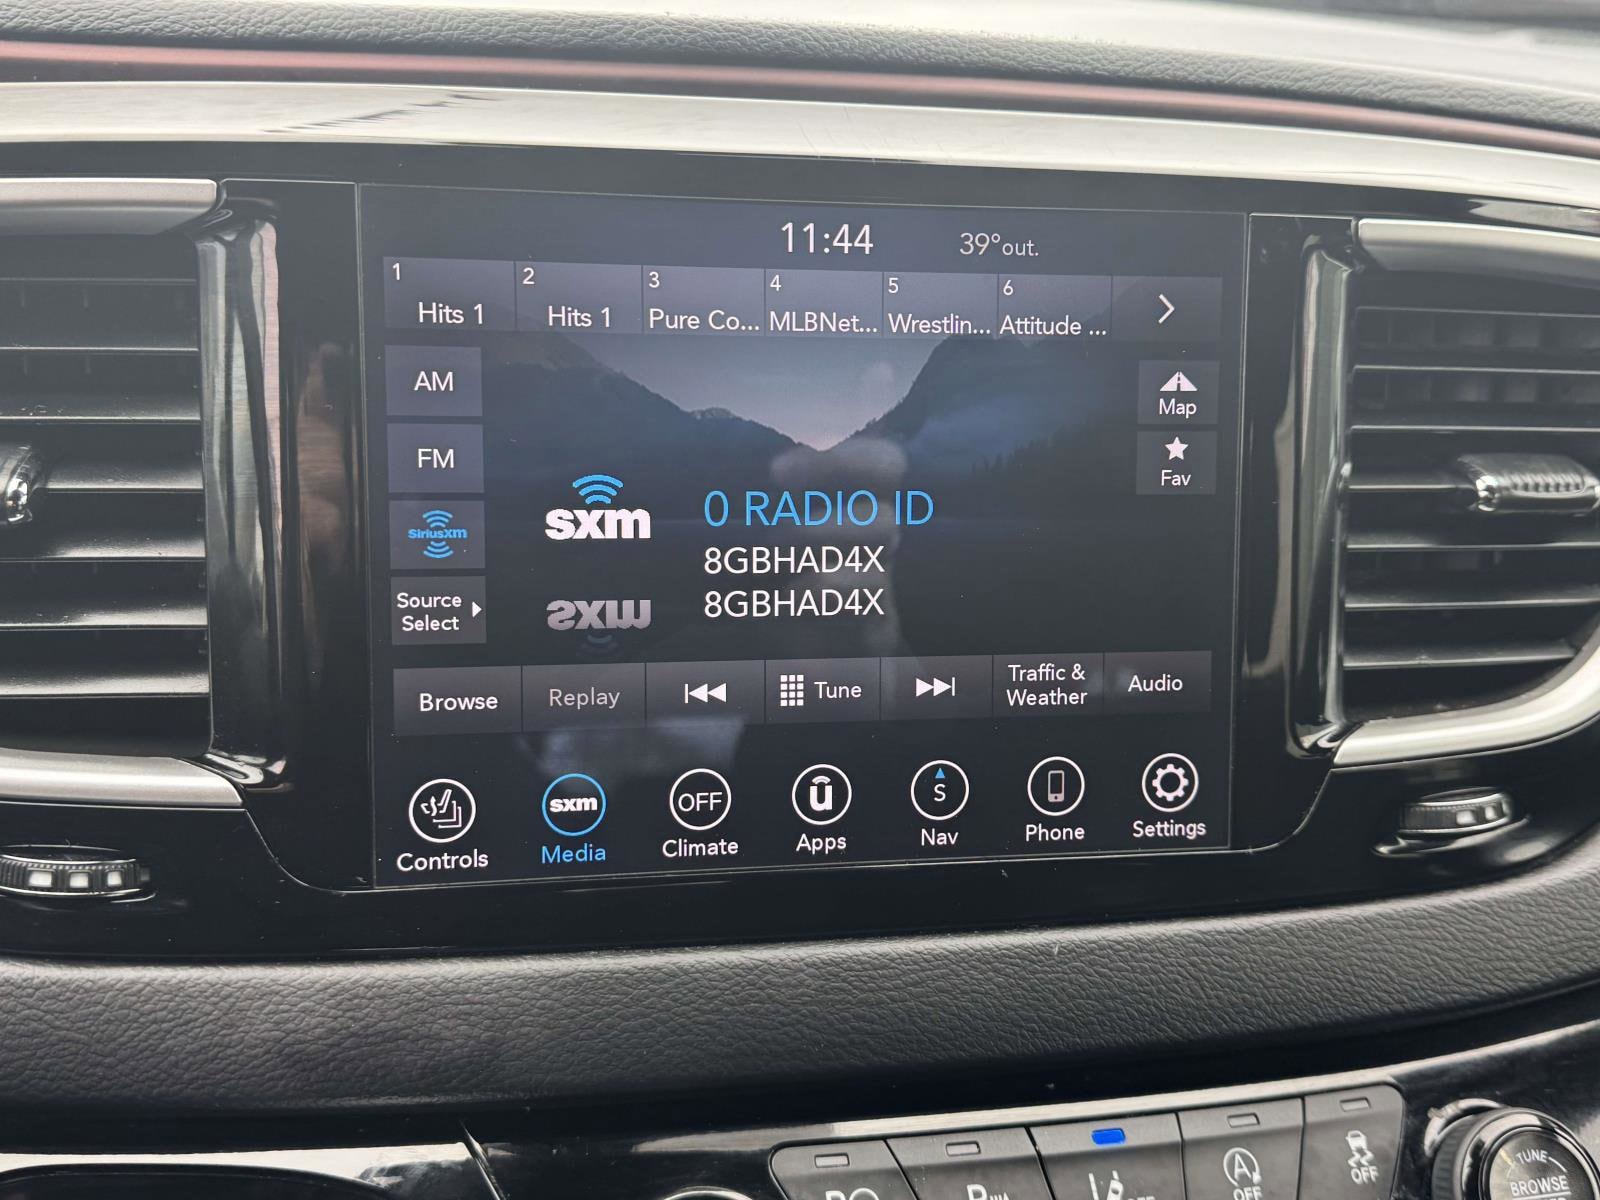 11:44 39° out.
1 2 3 4 5 6
Hits 1 Hits 1 Pure Co... MLBNet... Wrestlin... Attitude ...
AM
FM
SiriusXM
Source
Select
Map
Fav
sxm
0 RADIO ID
8GBHAD4X
8GBHAD4X
Browse Replay Tune Traffic & Weather Audio
sxm OFF S
Controls Media Climate Apps Nav Phone Settings
OFF
OFF
TUNE
BROWSE